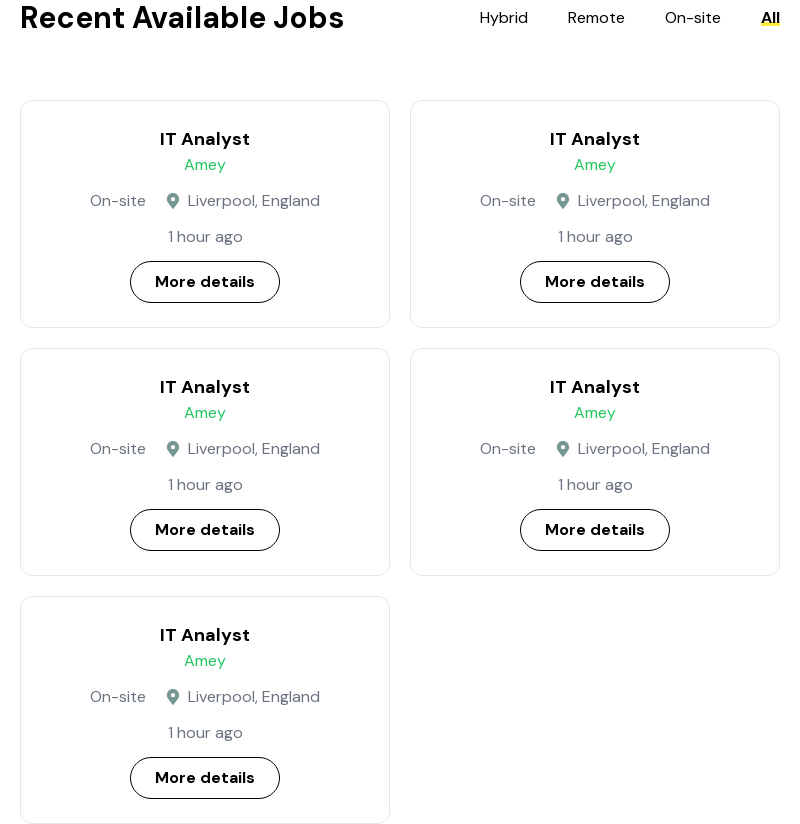 Recent Available Jobs
Hybrid Remote On-site All
IT Analyst
Amey
On-site Liverpool, England
1 hour ago
More details
IT Analyst
Amey
On-site Liverpool, England
1 hour ago
More details
IT Analyst
Amey
On-site Liverpool, England
1 hour ago
More details
IT Analyst
Amey
On-site Liverpool, England
1 hour ago
More details
IT Analyst
Amey
On-site Liverpool, England
1 hour ago
More details